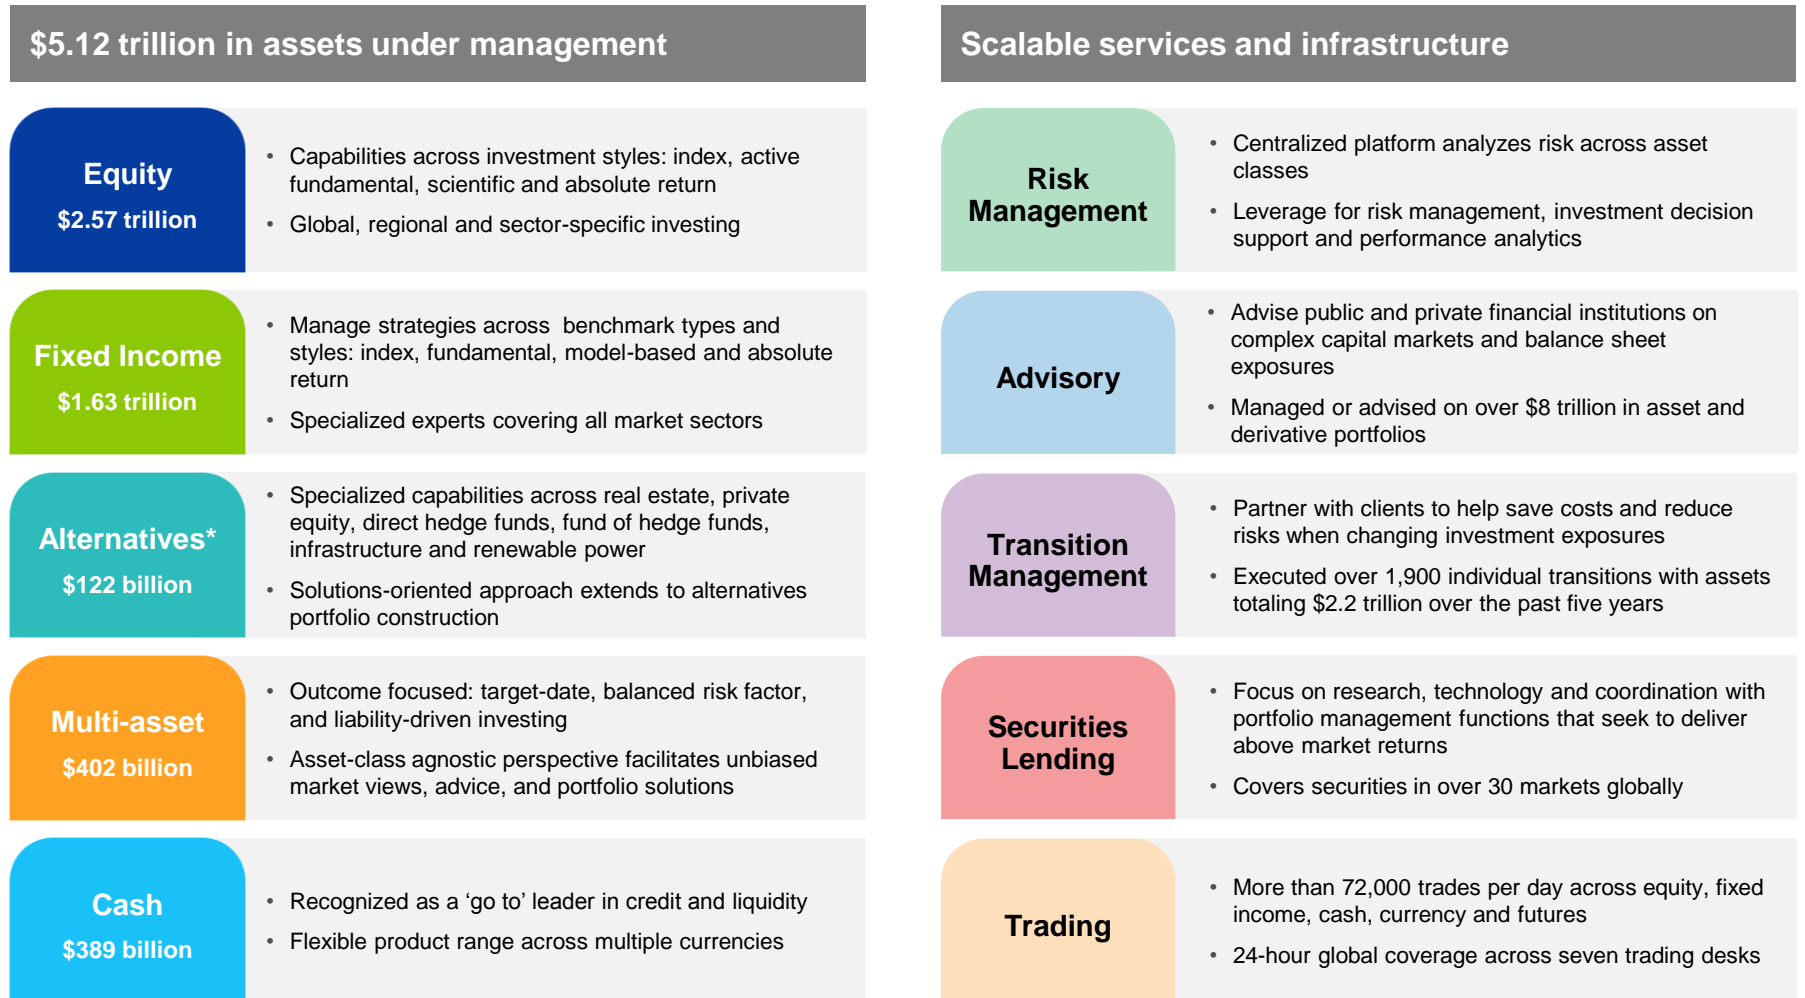 $5.12 trillion in assets under management
Equity
$2.57 trillion
• Capabilities across investment styles: index, active
fundamental, scientific and absolute return
• Global, regional and sector-specific investing
Fixed Income
$1.63 trillion
• Manage strategies across  benchmark types and
styles: index, fundamental, model-based and absolute
return
• Specialized experts covering all market sectors
Alternatives*
$122 billion
• Specialized capabilities across real estate, private
equity, direct hedge funds, fund of hedge funds,
infrastructure and renewable power
• Solutions-oriented approach extends to alternatives
portfolio construction
Multi-asset
$402 billion
• Outcome focused: target-date, balanced risk factor,
and liability-driven investing
• Asset-class agnostic perspective facilitates unbiased
market views, advice, and portfolio solutions
Cash
$389 billion
• Recognized as a ‘go to’ leader in credit and liquidity
• Flexible product range across multiple currencies
Scalable services and infrastructure
Risk
Management
• Centralized platform analyzes risk across asset
classes
• Leverage for risk management, investment decision
support and performance analytics
Advisory
• Advise public and private financial institutions on
complex capital markets and balance sheet
exposures
• Managed or advised on over $8 trillion in asset and
derivative portfolios
Transition
Management
• Partner with clients to help save costs and reduce
risks when changing investment exposures
• Executed over 1,900 individual transitions with assets
totaling $2.2 trillion over the past five years
Securities
Lending
• Focus on research, technology and coordination with
portfolio management functions that seek to deliver
above market returns
• Covers securities in over 30 markets globally
Trading
• More than 72,000 trades per day across equity, fixed
income, cash, currency and futures
• 24-hour global coverage across seven trading desks